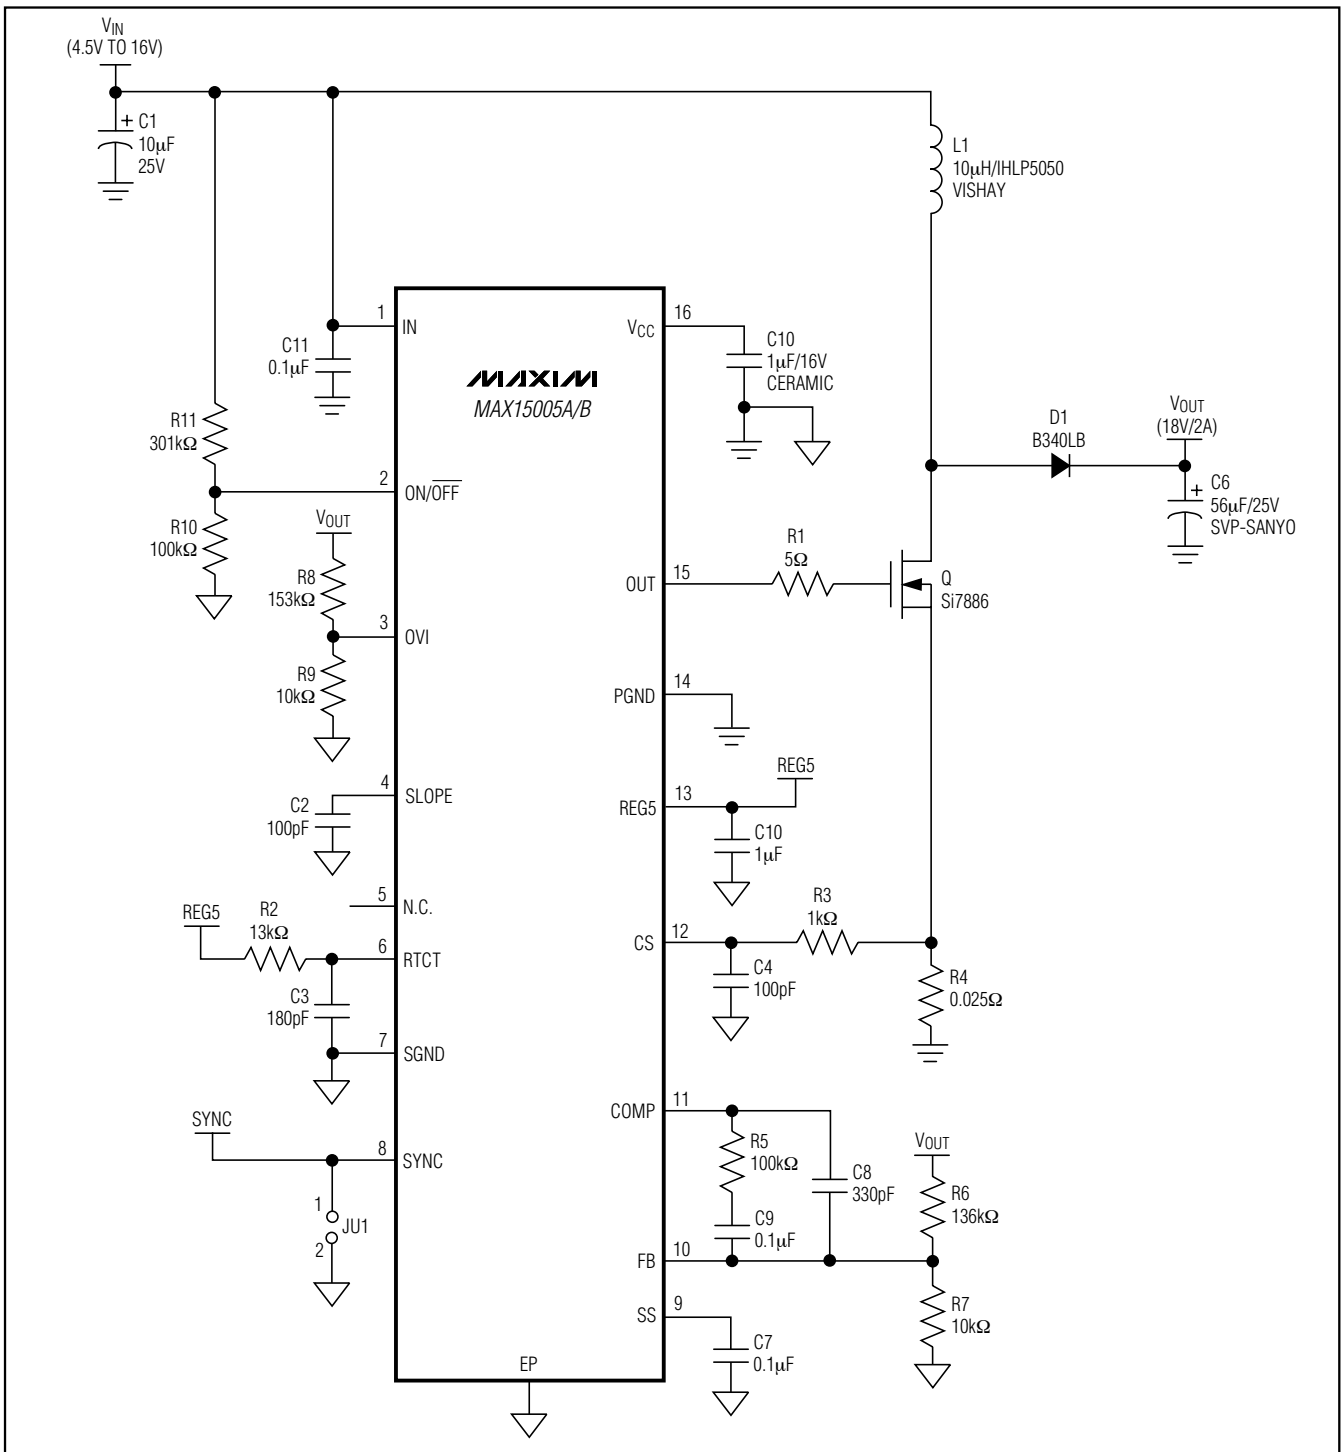 VIN
(4.5V TO 16V)
+ C1
10µF
25V
L1
10µH/IHLP5050
VISHAY
1
IN
C11
0.1µF
MAXIM
MAX15005A/B
VCC
16
C10
1µF/16V
CERAMIC
R11
301kΩ
2
ON/OFF
R10
100kΩ
D1
B340LB
VOUT
(18V/2A)
+ C6
56µF/25V
SVP-SANYO
VOUT
R8
153kΩ
3
OVI
R9
10kΩ
OUT
15
R1
5Ω
Q
Si7886
PGND
14
4
SLOPE
C2
100pF
REG5
13
REG5
C10
1µF
5
N.C.
REG5
R2
13kΩ
6
RTCT
C3
180pF
7
SGND
CS
12
R3
1kΩ
C4
100pF
R4
0.025Ω
SYNC
8
SYNC
1
JU1
2
COMP
11
R5
100kΩ
C8
330pF
C9
0.1µF
VOUT
R6
136kΩ
FB
10
R7
10kΩ
SS
9
C7
0.1µF
EP